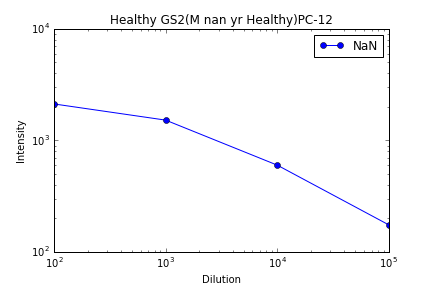 Healthy GS2(M nan yr Healthy)PC-12
NaN
10^4
10^3
10^2
Intensity
10^2 10^3 10^4 10^5
Dilution